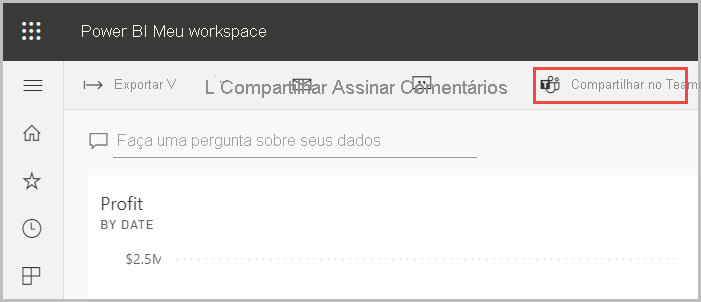 Power BI Meu workspace
Exportar V L Compartilhar Assinar Comentários Compartilhar no Teams
Faça uma pergunta sobre seus dados
Profit
BY DATE
$2.5M